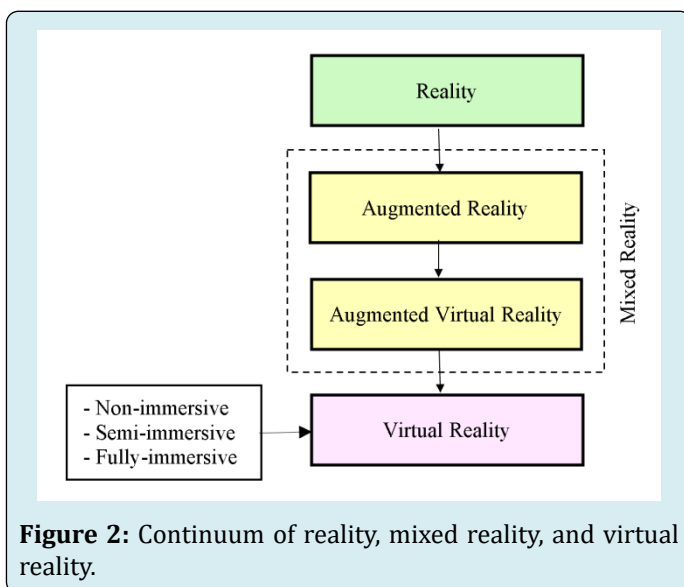 Reality
Augmented Reality
Mixed Reality
Augmented Virtual Reality
- Non-immersive
- Semi-immersive
- Fully-immersive
Virtual Reality
Figure 2: Continuum of reality, mixed reality, and virtual
reality.